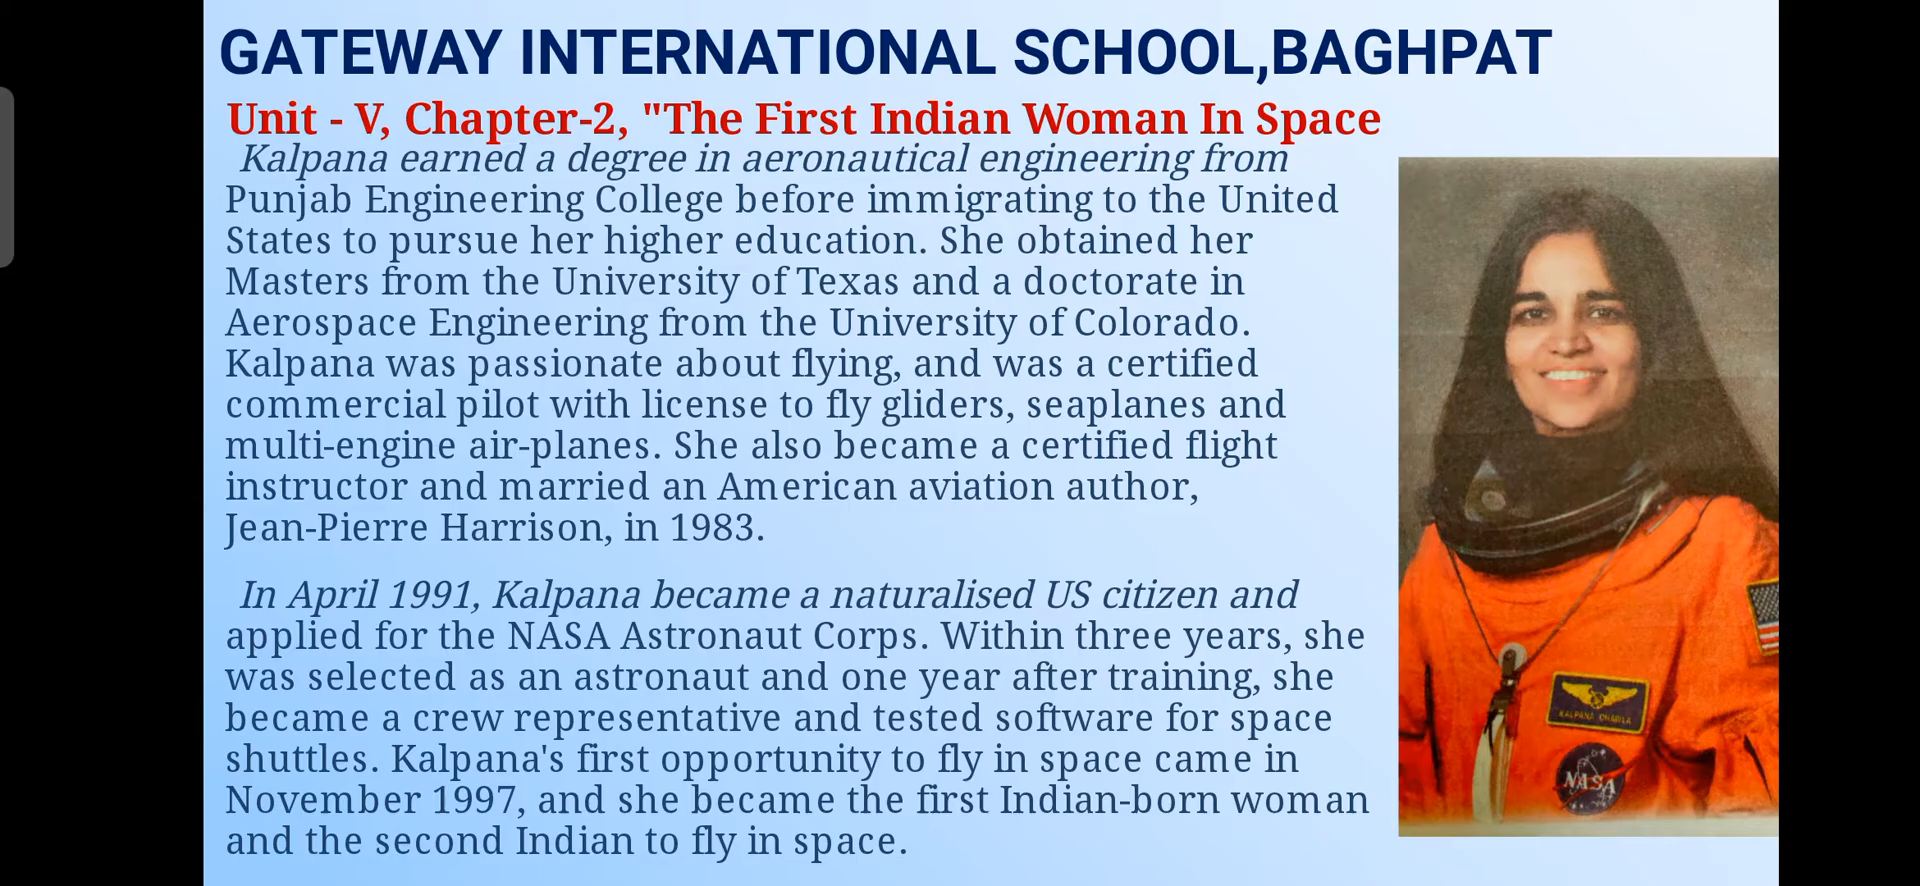 GATEWAY INTERNATIONAL SCHOOL,BAGHPAT
Unit - V, Chapter-2, "The First Indian Woman In Space
Kalpana earned a degree in aeronautical engineering from
Punjab Engineering College before immigrating to the United
States to pursue her higher education. She obtained her
Masters from the University of Texas and a doctorate in
Aerospace Engineering from the University of Colorado.
Kalpana was passionate about flying, and was a certified
commercial pilot with license to fly gliders, seaplanes and
multi-engine air-planes. She also became a certified flight
instructor and married an American aviation author,
Jean-Pierre Harrison, in 1983.
In April 1991, Kalpana became a naturalised US citizen and
applied for the NASA Astronaut Corps. Within three years, she
was selected as an astronaut and one year after training, she
became a crew representative and tested software for space
shuttles. Kalpana's first opportunity to fly in space came in
November 1997, and she became the first Indian-born woman
and the second Indian to fly in space.
KALPANA CHAWLA
NASA